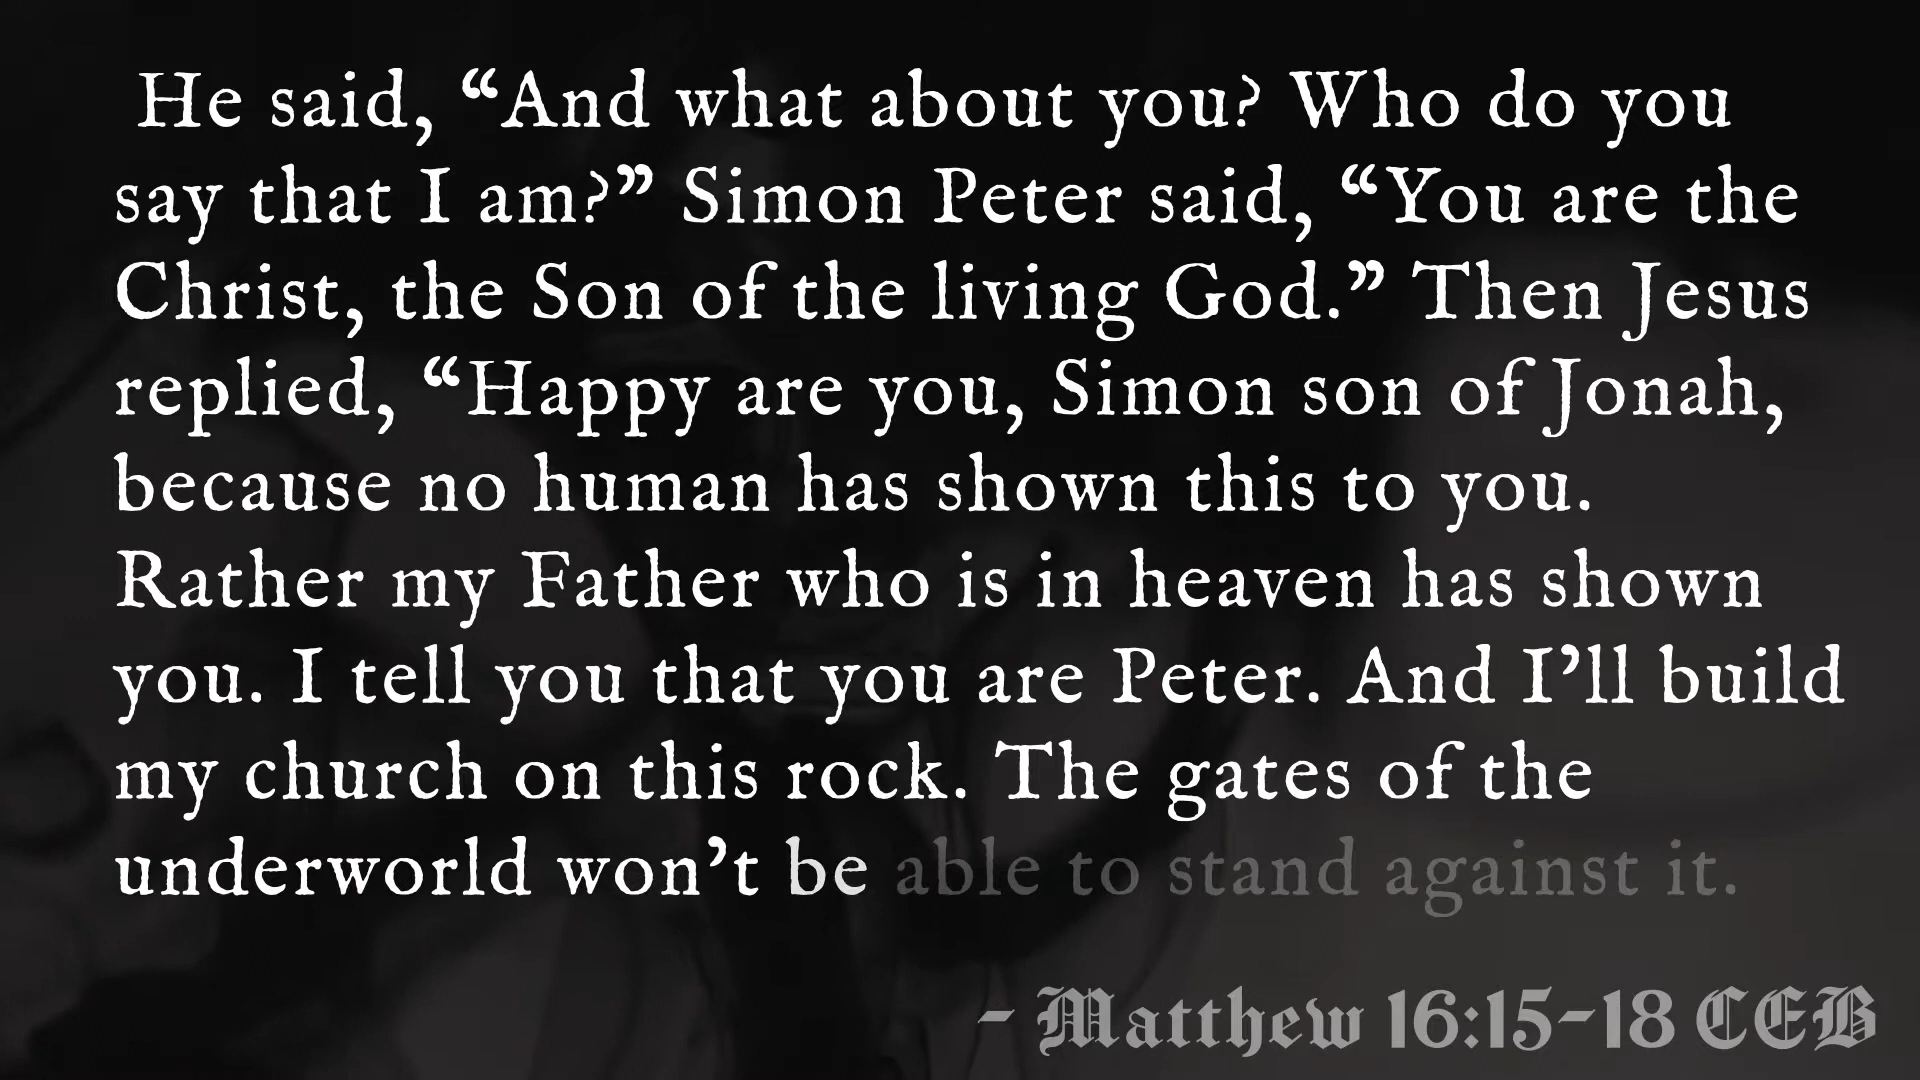 He said, “And what about you? Who do you
say that I am?” Simon Peter said, “You are the
Christ, the Son of the living God.” Then Jesus
replied, “Happy are you, Simon son of Jonah,
because no human has shown this to you.
Rather my Father who is in heaven has shown
you. I tell you that you are Peter. And I’ll build
my church on this rock. The gates of the
underworld won’t be able to stand against it.
- Matthew 16:15-18 CEB